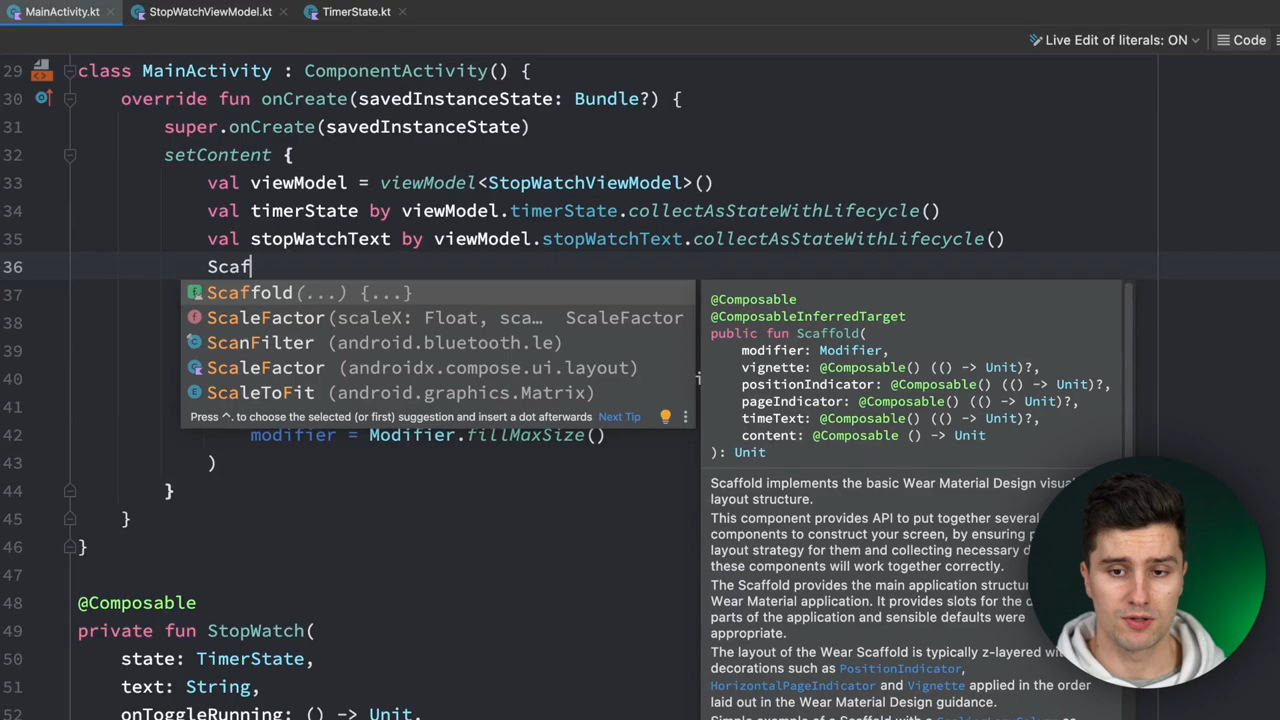 MainActivity.kt
StopWatchViewModel.kt
TimerState.kt
Live Edit of literals: ON
Code
29 class MainActivity : ComponentActivity() {
30 override fun onCreate(savedInstanceState: Bundle?) {
31 super.onCreate(savedInstanceState)
32 setContent {
33 val viewModel = viewModel<StopWatchViewModel>()
34 val timerState by viewModel.timerState.collectAsStateWithLifecycle()
35 val stopWatchText by viewModel.stopWatchText.collectAsStateWithLifecycle()
36 Scaf
37
38
39
40
41
42 modifier = Modifier.fillMaxSize()
43 )
44 }
45 }
46 }
47
48 @Composable
49 private fun StopWatch(
50 state: TimerState,
51 text: String,
onToggleRunning: () -> Unit,
Scaffold(...) {...}
ScaleFactor(scaleX: Float, sca… ScaleFactor
ScanFilter (android.bluetooth.le)
ScaleFactor (androidx.compose.ui.layout)
ScaleToFit (android.graphics.Matrix)
Press ^. to choose the selected (or first) suggestion and insert a dot afterwards Next Tip
@Composable
@ComposableInferredTarget
public fun Scaffold(
modifier: Modifier,
vignette: @Composable() (() -> Unit)?,
positionIndicator: @Composable() (() -> Unit)?,
pageIndicator: @Composable() (() -> Unit)?,
timeText: @Composable() (() -> Unit)?,
content: @Composable () -> Unit
): Unit
Scaffold implements the basic Wear Material Design visual
layout structure.
This component provides API to put together several
components to construct your screen, by ensuring
layout strategy for them and collecting necessary
these components will work together correctly.
The Scaffold provides the main application structure
Wear Material application. It provides slots for the
parts of the application and sensible defaults were
appropriate.
The layout of the Wear Scaffold is typically z-layered
decorations such as PositionIndicator,
HorizontalPageIndicator and Vignette applied in the order
laid out in the Wear Material Design guidance.